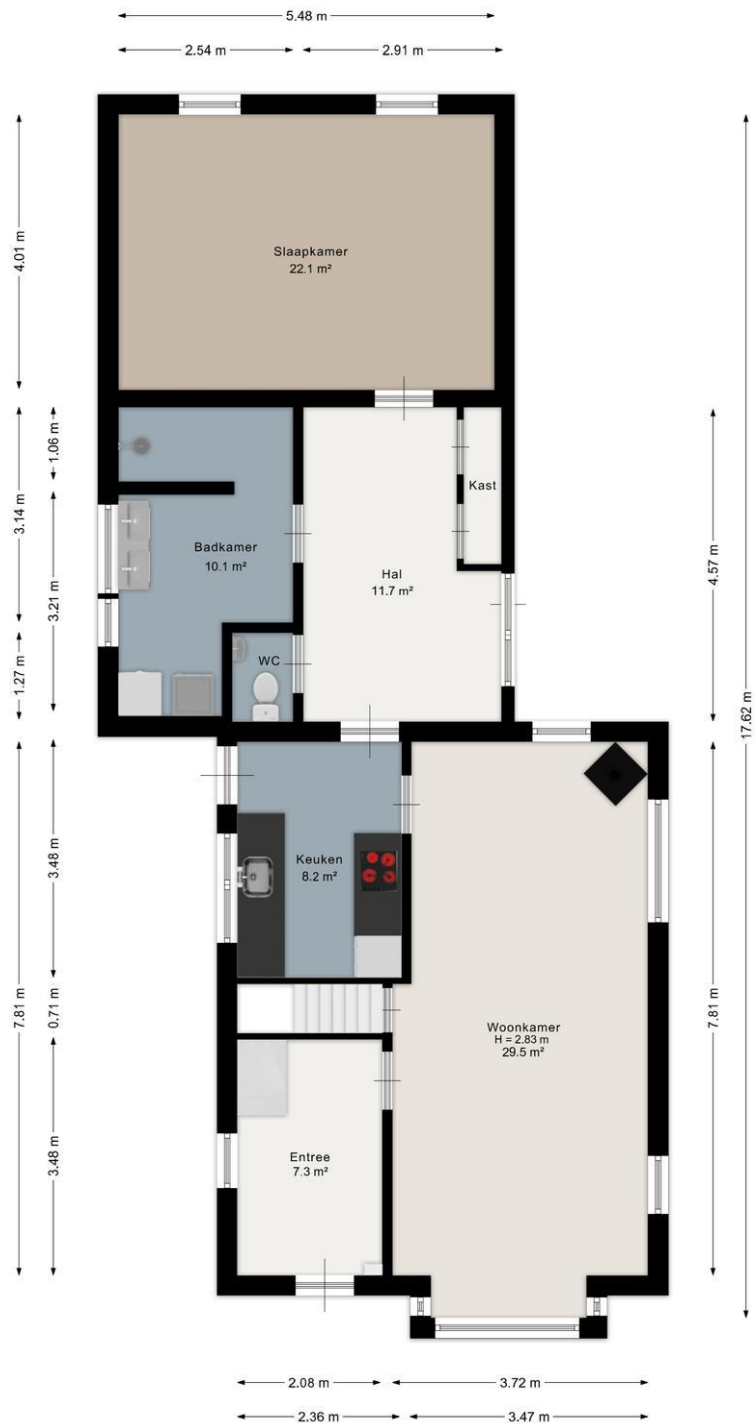 5.48 m
2.54 m
2.91 m
Slaapkamer
22.1 m²
4.01 m
1.06 m
3.14 m
3.21 m
1.27 m
Kast
Badkamer
10.1 m²
Hal
11.7 m²
WC
4.57 m
17.62 m
Keuken
8.2 m²
3.48 m
7.81 m
0.71 m
3.48 m
Woonkamer
H = 2.83 m
29.5 m²
7.81 m
Entree
7.3 m²
2.08 m
3.72 m
2.36 m
3.47 m